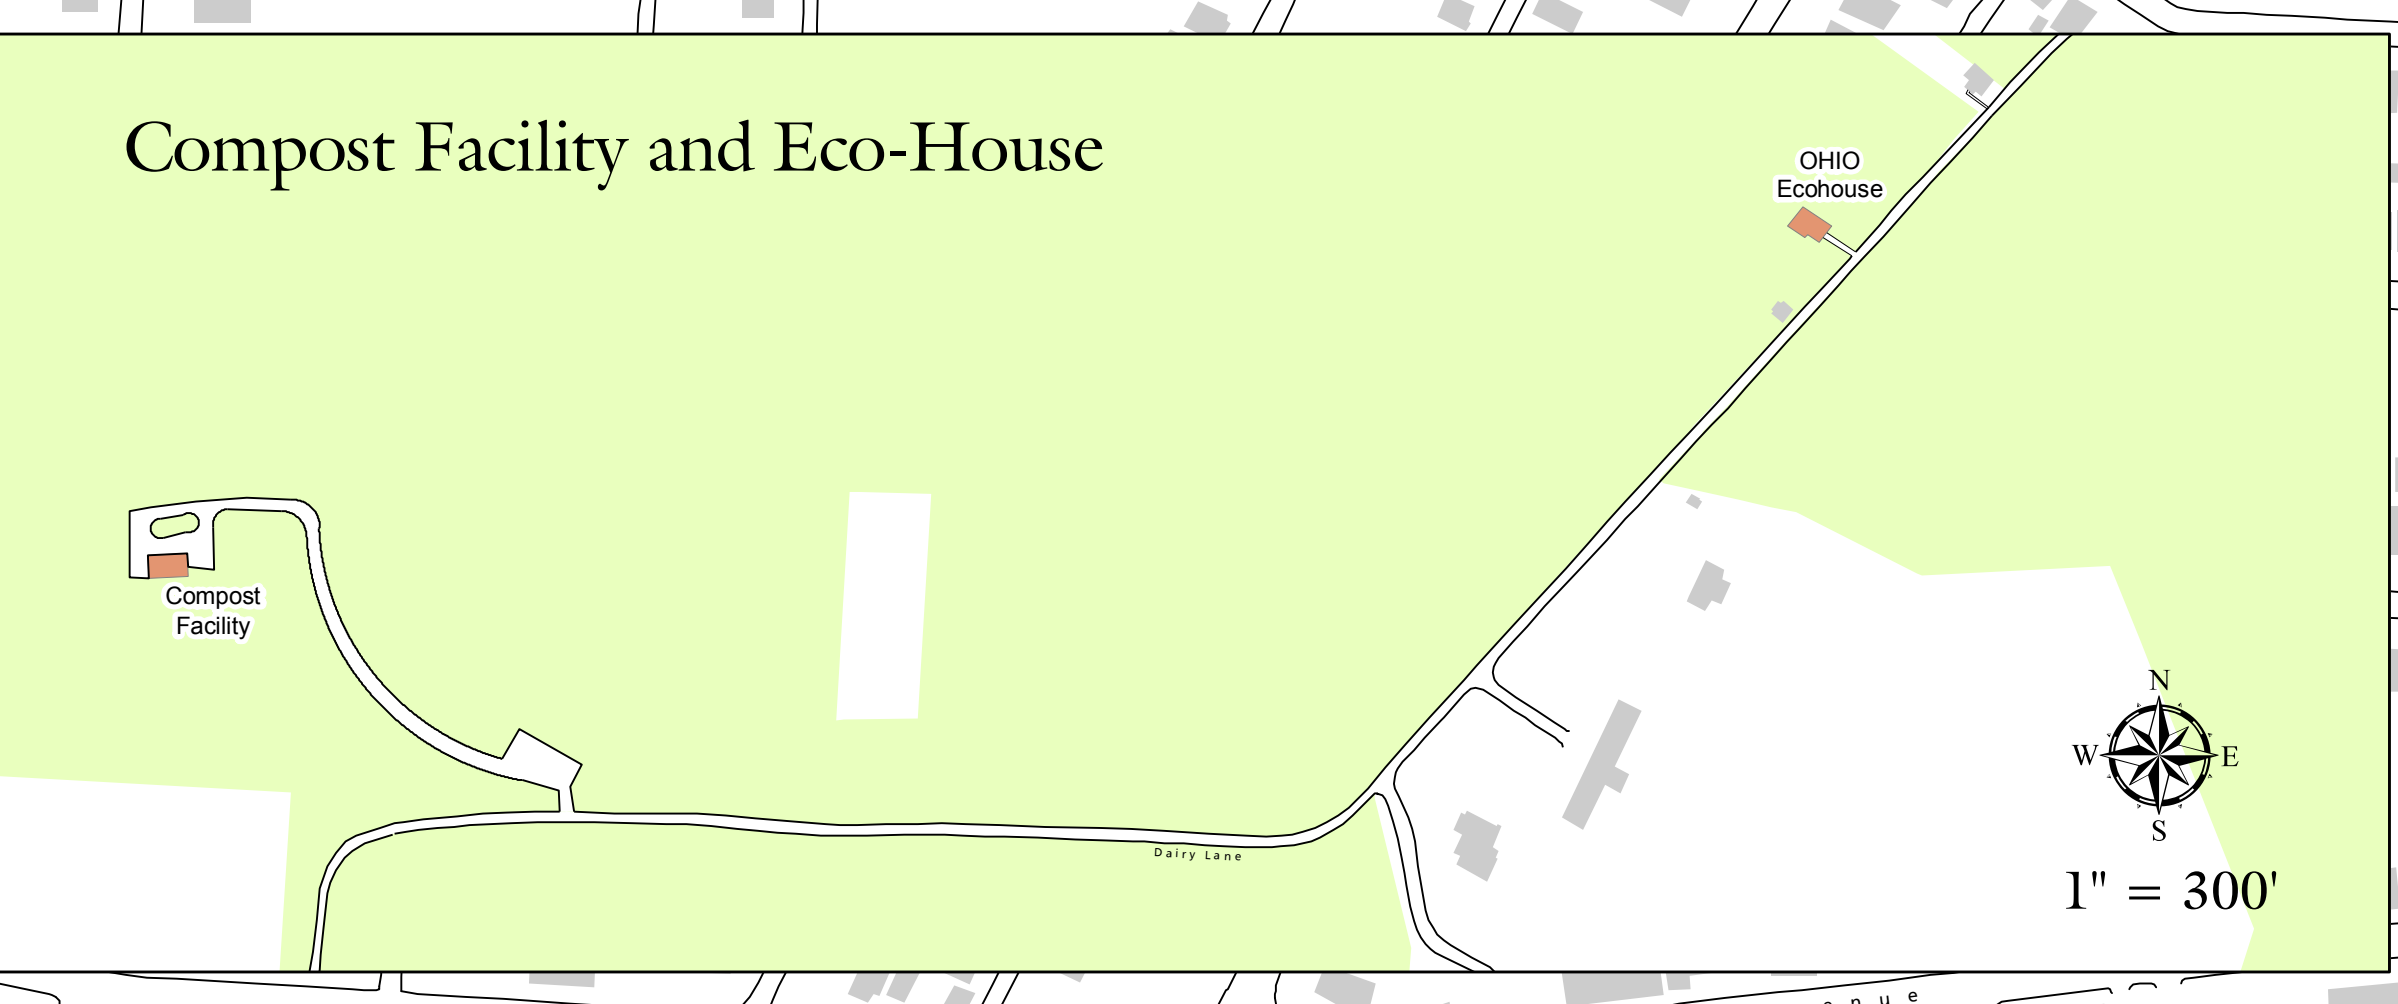 Compost Facility and Eco-House
OHIO
Ecohouse
Compost
Facility
Dairy Lane
N
W E
S
1" = 300'